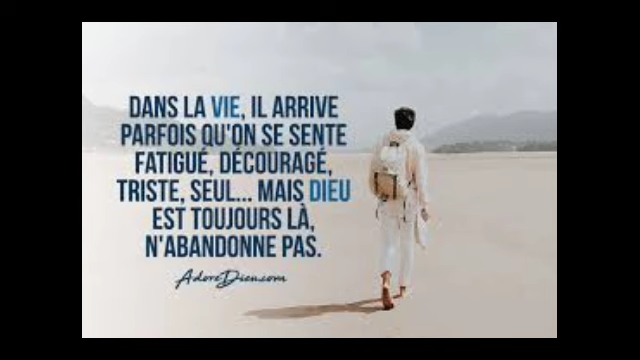 DANS LA VIE, IL ARRIVE
PARFOIS QU'ON SE SENTE
FATIGUÉ, DÉCOURAGÉ,
TRISTE, SEUL... MAIS DIEU
EST TOUJOURS LÀ,
N'ABANDONNE PAS.
AdoreDieu.com